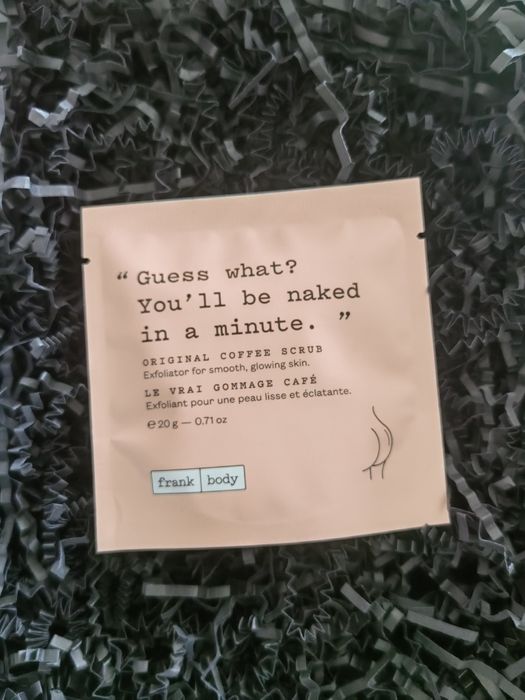 “ Guess what?
You'll be naked
in a minute. ”
ORIGINAL COFFEE SCRUB
Exfoliator for smooth, glowing skin.
LE VRAI GOMMAGE CAFÉ
Exfoliant pour une peau lisse et éclatante.
℮ 20 g — 0.71 oz
frank body